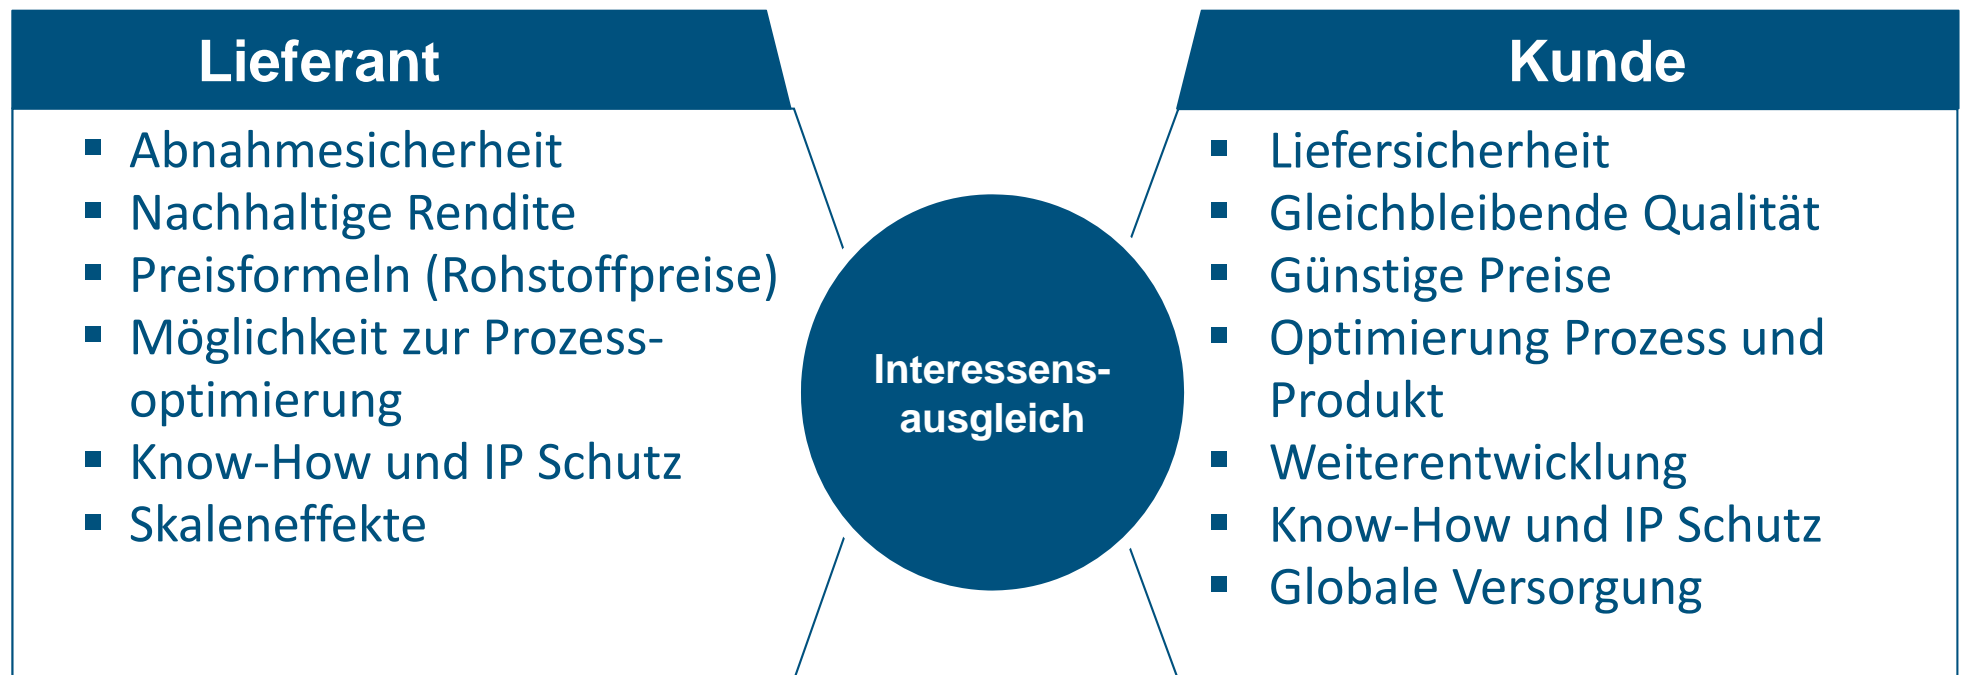 Lieferant
▪ Abnahmesicherheit
▪ Nachhaltige Rendite
▪ Preisformeln (Rohstoffpreise)
▪ Möglichkeit zur Prozess-
optimierung
▪ Know-How und IP Schutz
▪ Skaleneffekte
Interessens-
ausgleich
Kunde
▪ Liefersicherheit
▪ Gleichbleibende Qualität
▪ Günstige Preise
▪ Optimierung Prozess und
Produkt
▪ Weiterentwicklung
▪ Know-How und IP Schutz
▪ Globale Versorgung